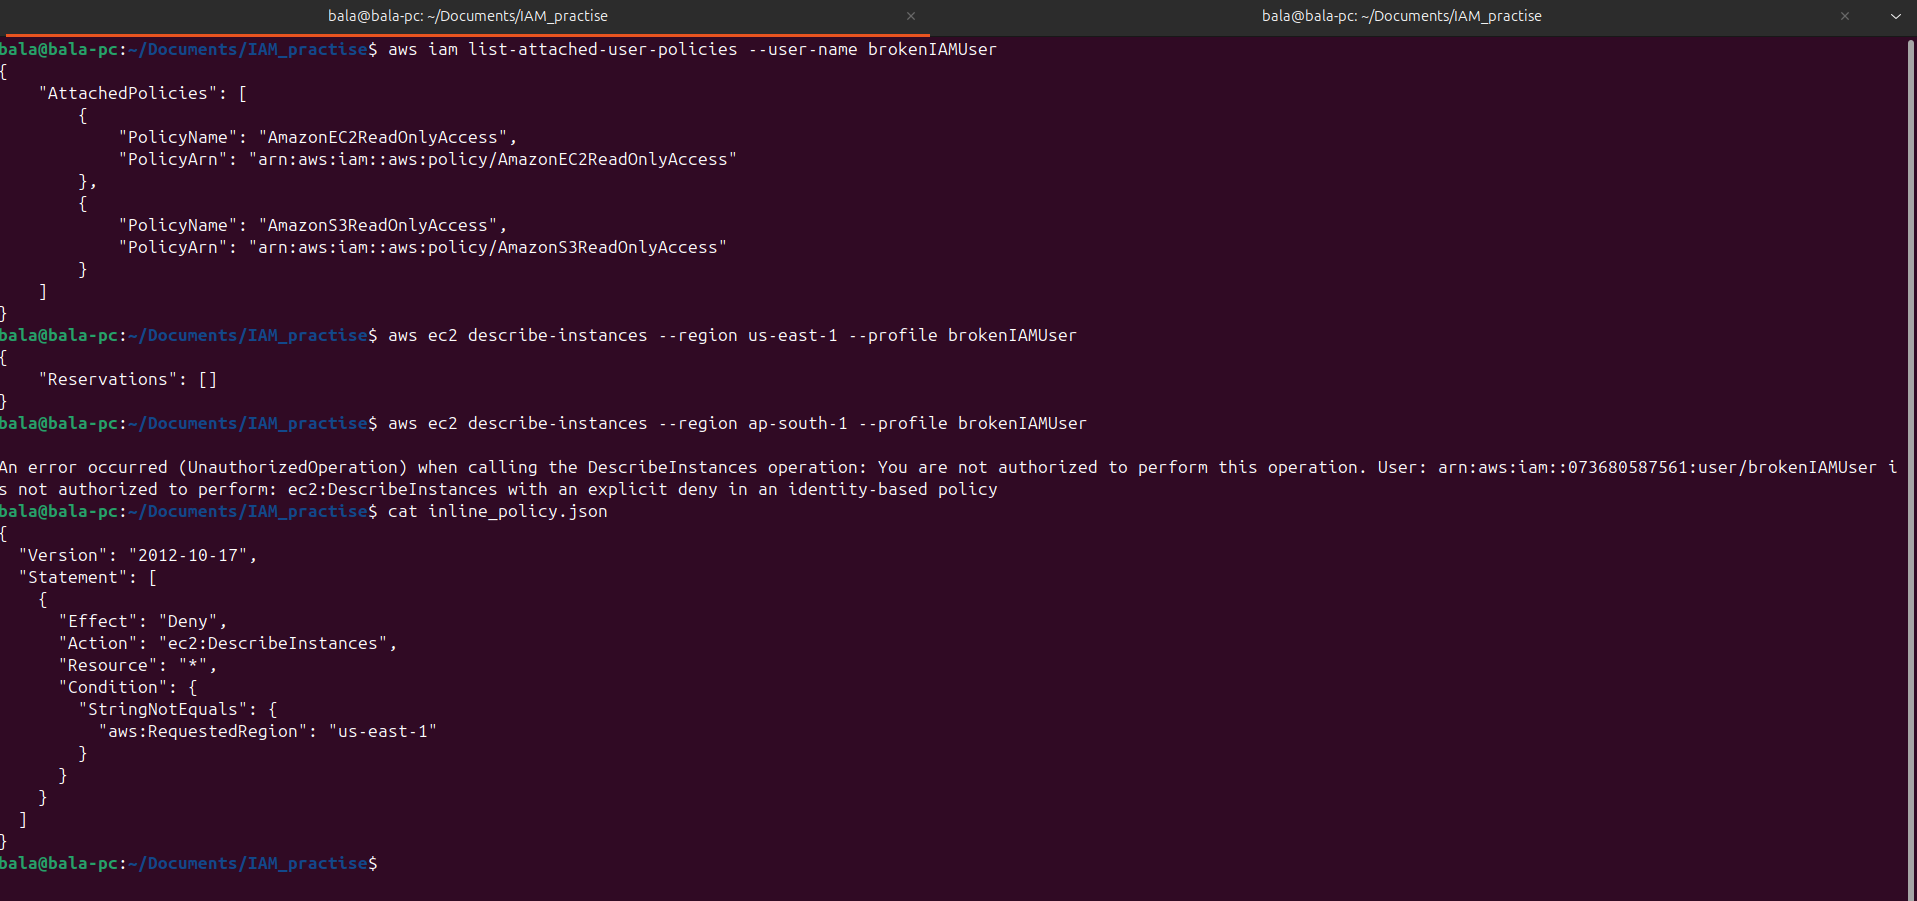 bala@bala-pc: ~/Documents/IAM_practise × bala@bala-pc: ~/Documents/IAM_practise ×
bala@bala-pc:~/Documents/IAM_practise$ aws iam list-attached-user-policies --user-name brokenIAMUser
{
    "AttachedPolicies": [
        {
            "PolicyName": "AmazonEC2ReadOnlyAccess",
            "PolicyArn": "arn:aws:iam::aws:policy/AmazonEC2ReadOnlyAccess"
        },
        {
            "PolicyName": "AmazonS3ReadOnlyAccess",
            "PolicyArn": "arn:aws:iam::aws:policy/AmazonS3ReadOnlyAccess"
        }
    ]
}
bala@bala-pc:~/Documents/IAM_practise$ aws ec2 describe-instances --region us-east-1 --profile brokenIAMUser
{
    "Reservations": []
}
bala@bala-pc:~/Documents/IAM_practise$ aws ec2 describe-instances --region ap-south-1 --profile brokenIAMUser
An error occurred (UnauthorizedOperation) when calling the DescribeInstances operation: You are not authorized to perform this operation. User: arn:aws:iam::073680587561:user/brokenIAMUser i
s not authorized to perform: ec2:DescribeInstances with an explicit deny in an identity-based policy
bala@bala-pc:~/Documents/IAM_practise$ cat inline_policy.json
{
  "Version": "2012-10-17",
  "Statement": [
    {
      "Effect": "Deny",
      "Action": "ec2:DescribeInstances",
      "Resource": "*",
      "Condition": {
        "StringNotEquals": {
          "aws:RequestedRegion": "us-east-1"
        }
      }
    }
  ]
}
bala@bala-pc:~/Documents/IAM_practise$